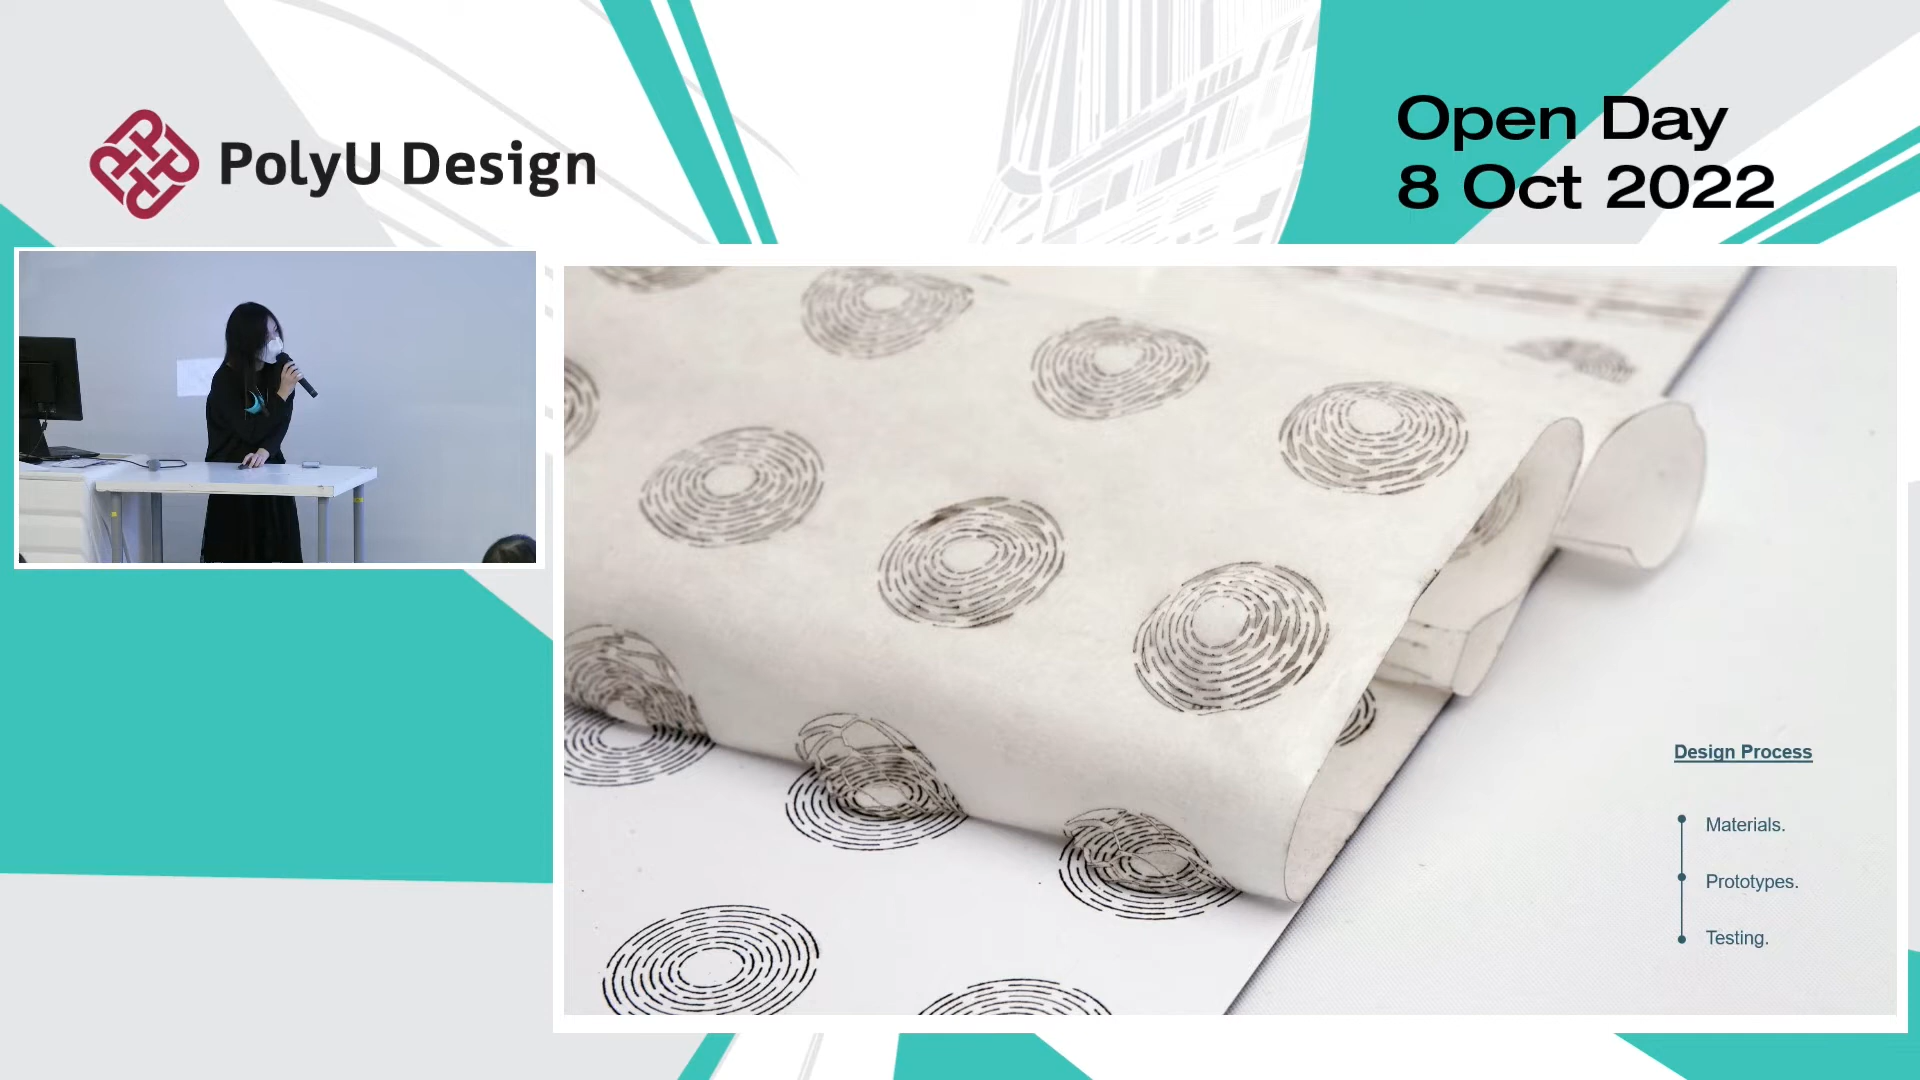 PolyU Design
Open Day
8 Oct 2022
Design Process
Materials.
Prototypes.
Testing.